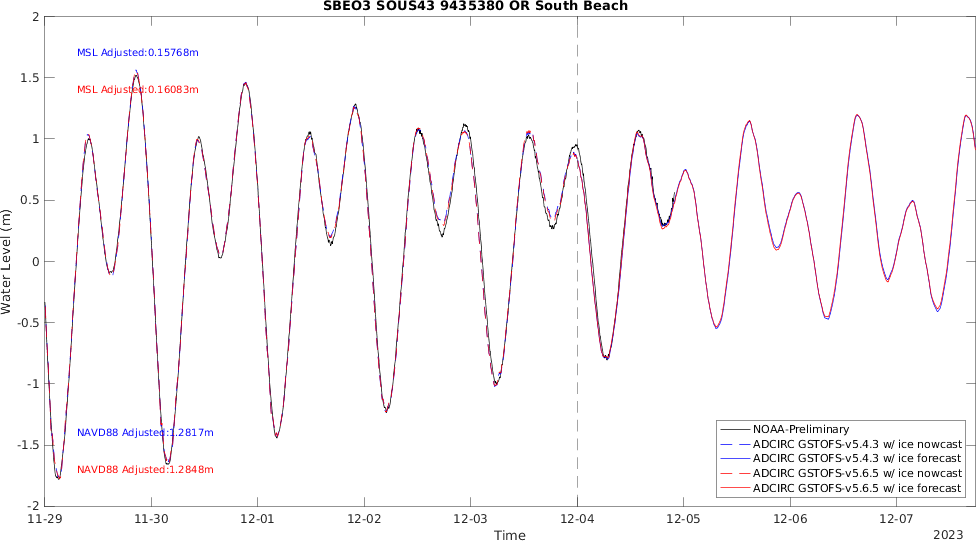 SBEO3 SOUS43 9435380 OR South Beach
2
1.5
1
0.5
0
-0.5
-1
-1.5
-2
Water Level (m)
MSL Adjusted:0.15768m
MSL Adjusted:0.16083m
NAVD88 Adjusted:1.2817m
NAVD88 Adjusted:1.2848m
NOAA-Preliminary
ADCIRC GSTOFS-v5.4.3 w/ ice nowcast
ADCIRC GSTOFS-v5.4.3 w/ ice forecast
ADCIRC GSTOFS-v5.6.5 w/ ice nowcast
ADCIRC GSTOFS-v5.6.5 w/ ice forecast
11-29 11-30 12-01 12-02 12-03 12-04 12-05 12-06 12-07
Time
2023